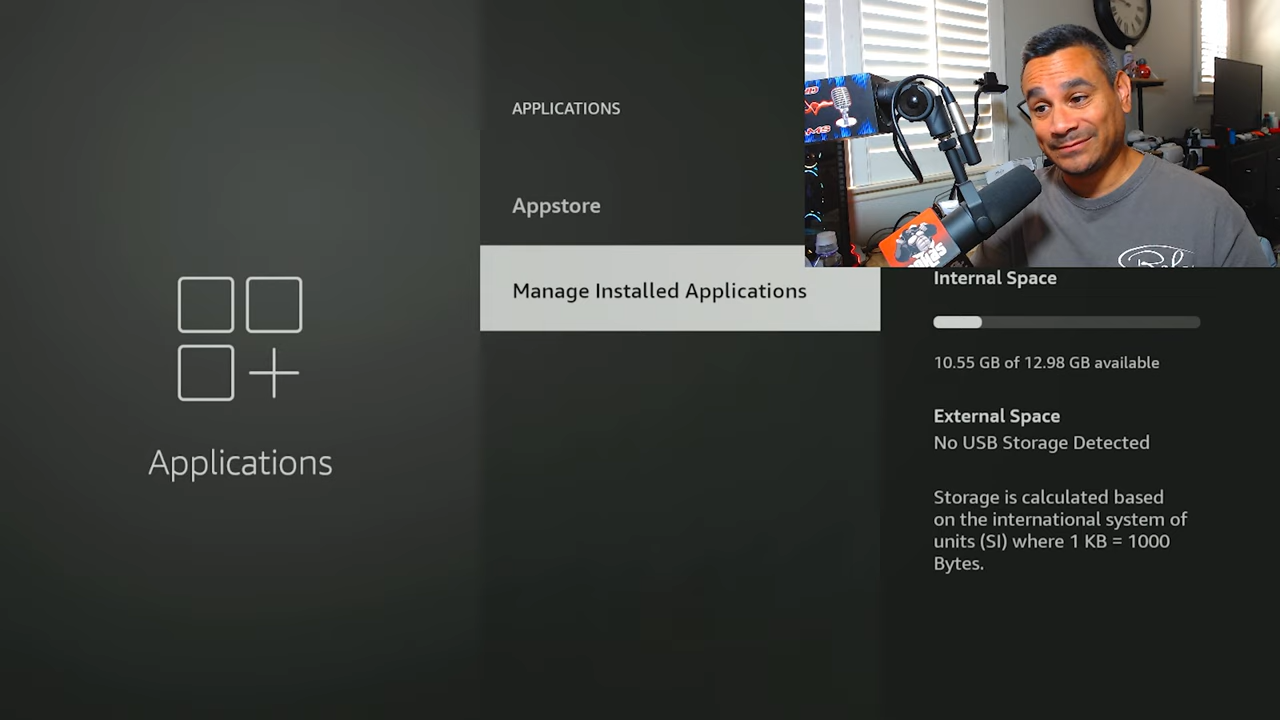 APPLICATIONS
Appstore
Manage Installed Applications
Applications
Internal Space
10.55 GB of 12.98 GB available
External Space
No USB Storage Detected
Storage is calculated based
on the international system of
units (SI) where 1 KB = 1000
Bytes.